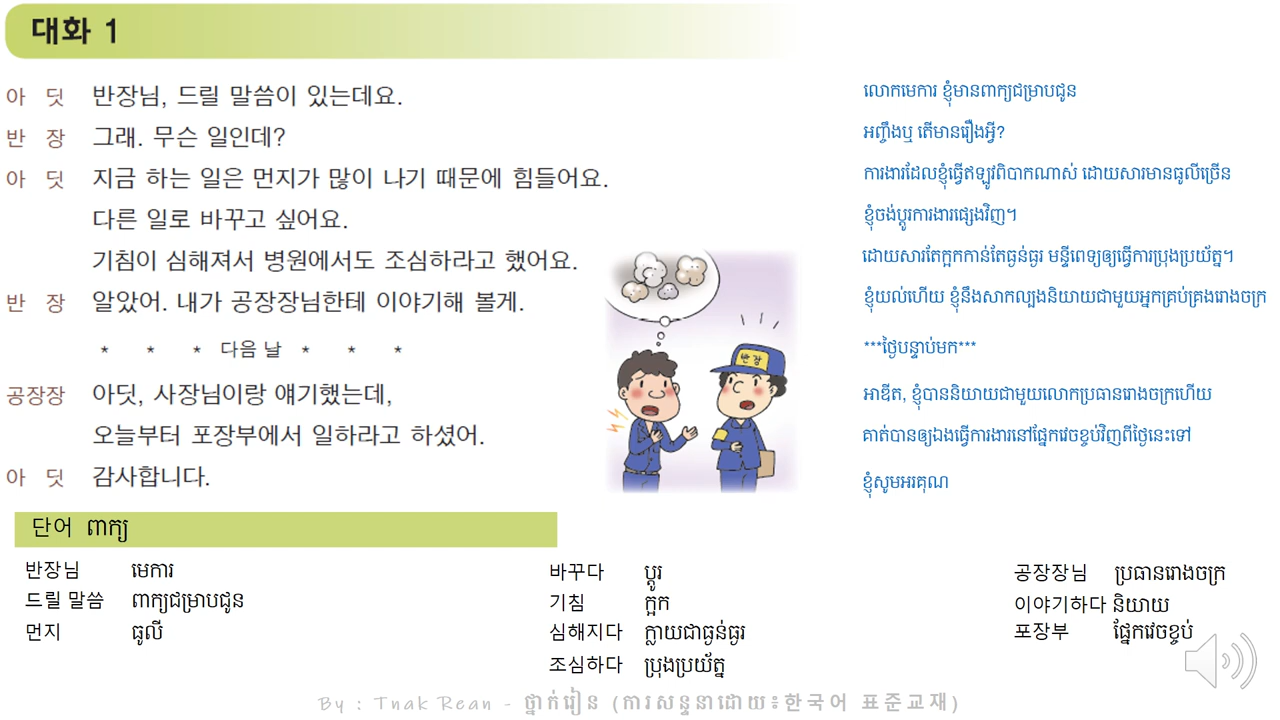 대화 1
아 딧 반장님, 드릴 말씀이 있는데요.
반 장 그래. 무슨 일인데?
아 딧 지금 하는 일은 먼지가 많이 나기 때문에 힘들어요.
다른 일로 바꾸고 싶어요.
기침이 심해져서 병원에서도 조심하라고 했어요.
반 장 알았어. 내가 공장장님한테 이야기해 볼게.
* * * 다음 날 * * *
공장장 아딧, 사장님이랑 얘기했는데,
오늘부터 포장부에서 일하라고 하셨어.
아 딧 감사합니다.
លោកមេការ ខ្ញុំមានពាក្យជម្រាបជូន
អញ្ចឹងឬ តើមានរឿងអ្វី?
ការងារដែលខ្ញុំធ្វើឥឡូវពិបាកណាស់ ដោយសារមានធូលីច្រើន
ខ្ញុំចង់ប្ដូរការងារផ្សេងវិញ។
ដោយសារតែក្អកកាន់តែធ្ងន់ធ្ងរ មន្ទីពេទ្យឲ្យធ្វើការប្រុងប្រយ័ត្ន។
ខ្ញុំយល់ហើយ ខ្ញុំនឹងសាកល្បងនិយាយជាមួយអ្នកគ្រប់គ្រងរោងចក្រ
***ថ្ងៃបន្ទាប់មក***
អាឌីត, ខ្ញុំបាននិយាយជាមួយលោកប្រធានរោងចក្រហើយ
គាត់បានឲ្យឯងធ្វើការងារនៅផ្នែកវេចខ្ចប់វិញពីថ្ងៃនេះទៅ
ខ្ញុំសូមអរគុណ
반장
단어 ពាក្យ
반장님 មេការ
드릴 말씀 ពាក្យជម្រាបជូន
먼지 ធូលី
바꾸다 ប្ដូរ
기침 ក្អក
심해지다 ក្លាយជាធ្ងន់ធ្ងរ
조심하다 ប្រុងប្រយ័ត្ន
공장장님 ប្រធានរោងចក្រ
이야기하다 និយាយ
포장부 ផ្នែកវេចខ្ចប់
By : Tnak Rean - ថ្នាក់រៀន (ការសន្ទនាដោយ៖한국어 표준교재)